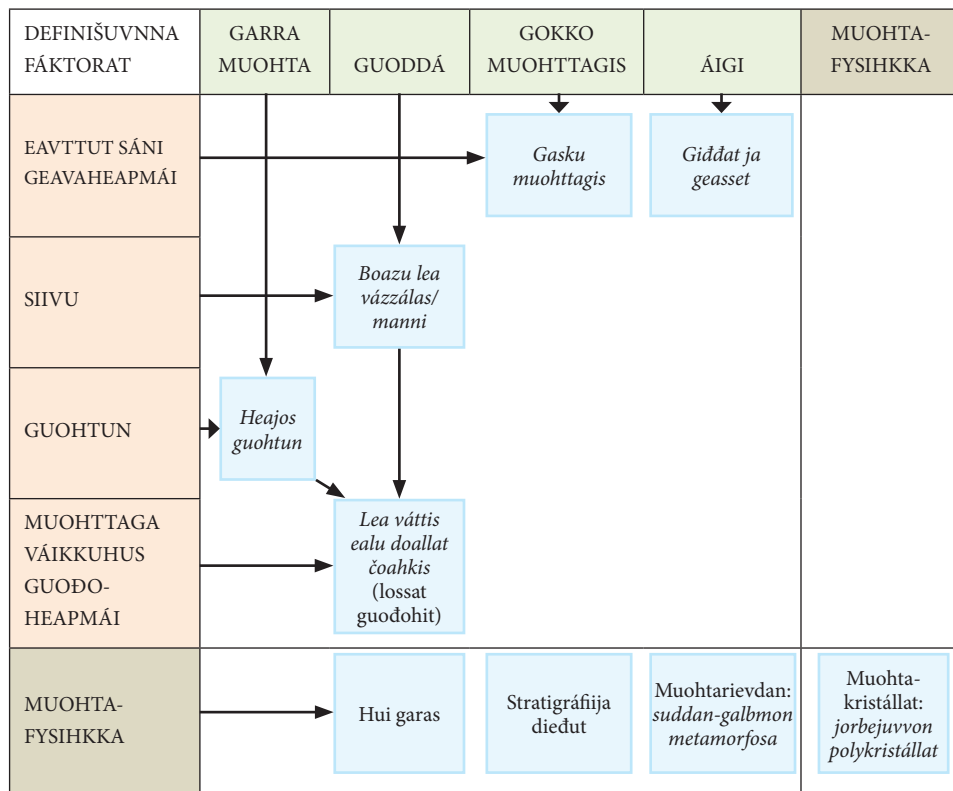 DEFINIŠUVNNA
FÁKTORAT
GARRA
MUOHTA
GUODDÁ
GOKKO
MUOHTTAGIS
ÁIGI
MUOHTA-
FYSIHKKA
EAVTTUT SÁNI
GEAVAHEAPMÁI
Gasku
muohttagis
Giđđat ja
geasset
SIIVU
Boazu lea
vázzálas/
manni
GUOHTUN
Heajos
guohtun
MUOHTTAGA
VÁIKKUHUS
GUOĐO-
HEAPMÁI
Lea váttis
ealu doallat
čoahkis
(lossat
guođohit)
MUOHTA-
FYSIHKKA
Hui garas
Stratigráfiija
dieđut
Muohtarievdan:
suddan-galbmon
metamorfosa
Muohta-
kristállat:
jorbejuvvon
polykristállat